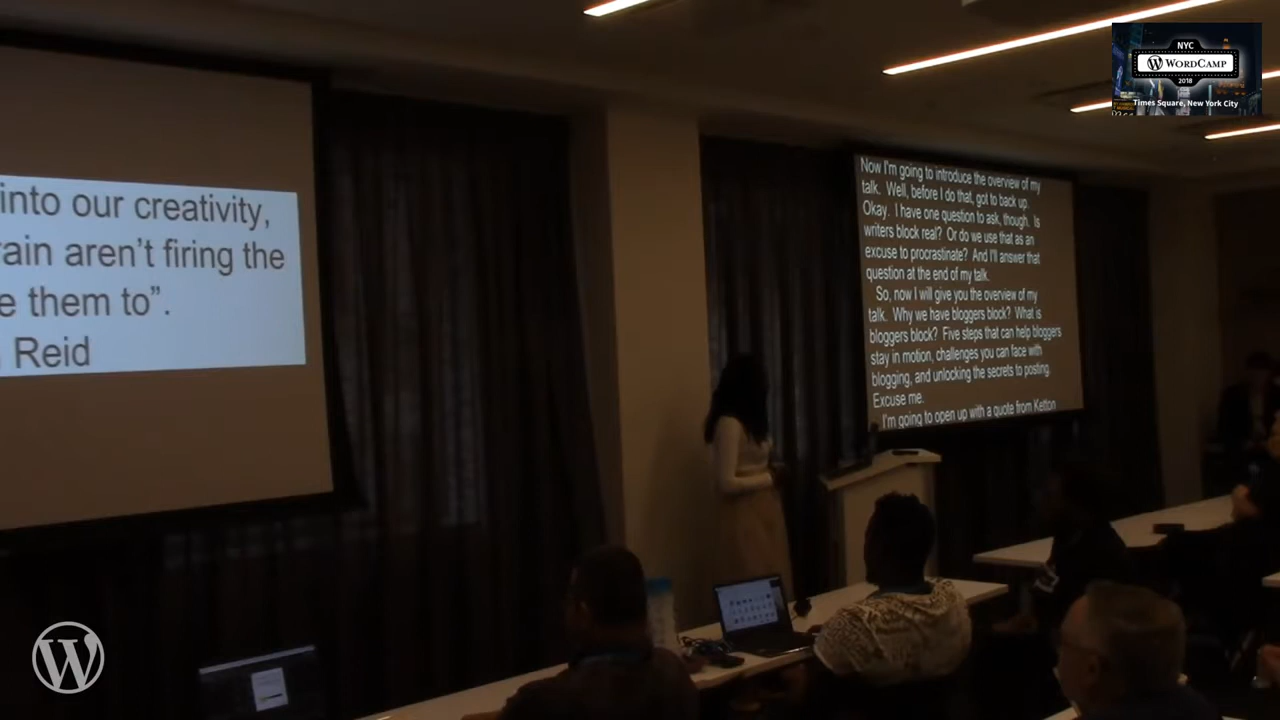 into our creativity,
aren't firing the
them to”.
Reid
Now I'm going to introduce the overview of my
talk. Well, before I do that, got to back up.
Okay. I have one question to ask, though. Is
writers block real? Or do we use that as an
excuse to procrastinate? And I'll answer that
question at the end of my talk.
So, now I will give you the overview of my
talk. Why we have bloggers block? What is
bloggers block? Five steps that can help bloggers
stay in motion, challenges you can face with
blogging, and unlocking the secrets to posting.
Excuse me.
I'm going to open up with a quote from Ketton
NYC
WORDCAMP
2018
Times Square, New York City